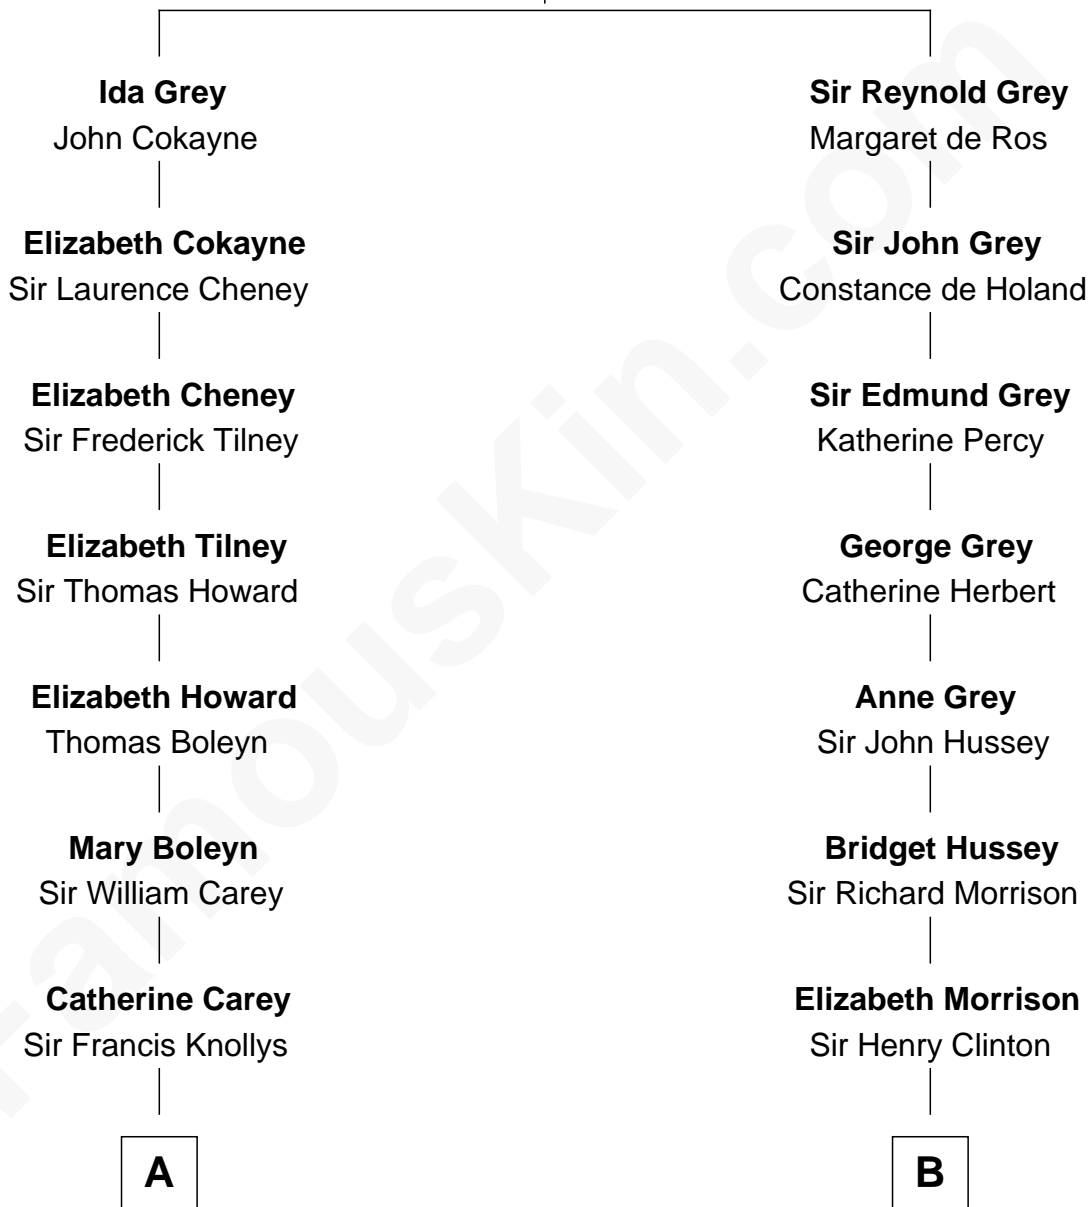 Ida Grey
John Cokayne
Elizabeth Cokayne
Sir Laurence Cheney
Elizabeth Cheney
Sir Frederick Tilney
Elizabeth Tilney
Sir Thomas Howard
Elizabeth Howard
Thomas Boleyn
Mary Boleyn
Sir William Carey
Catherine Carey
Sir Francis Knollys
A
Sir Reynold Grey
Margaret de Ros
Sir John Grey
Constance de Holand
Sir Edmund Grey
Katherine Percy
George Grey
Catherine Herbert
Anne Grey
Sir John Hussey
Bridget Hussey
Sir Richard Morrison
Elizabeth Morrison
Sir Henry Clinton
B
FamousKin.com